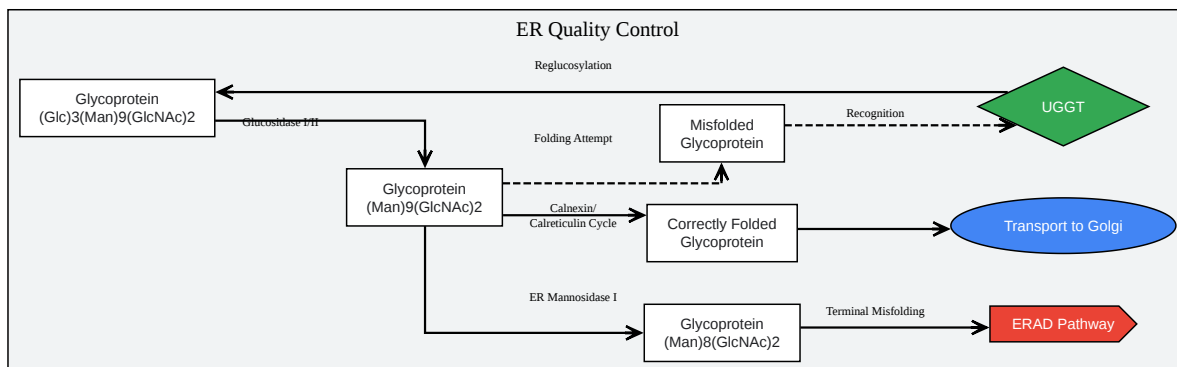 ER Quality Control
Reglucosylation
Glycoprotein
(Glc)3(Man)9(GlcNAc)2
UGGT
Glucosidase I/II
Misfolded
Glycoprotein
Recognition
Folding Attempt
Glycoprotein
(Man)9(GlcNAc)2
Calnexin/
Calreticulin Cycle
Correctly Folded
Glycoprotein
Transport to Golgi
ER Mannosidase I
Glycoprotein
(Man)8(GlcNAc)2
Terminal Misfolding
ERAD Pathway